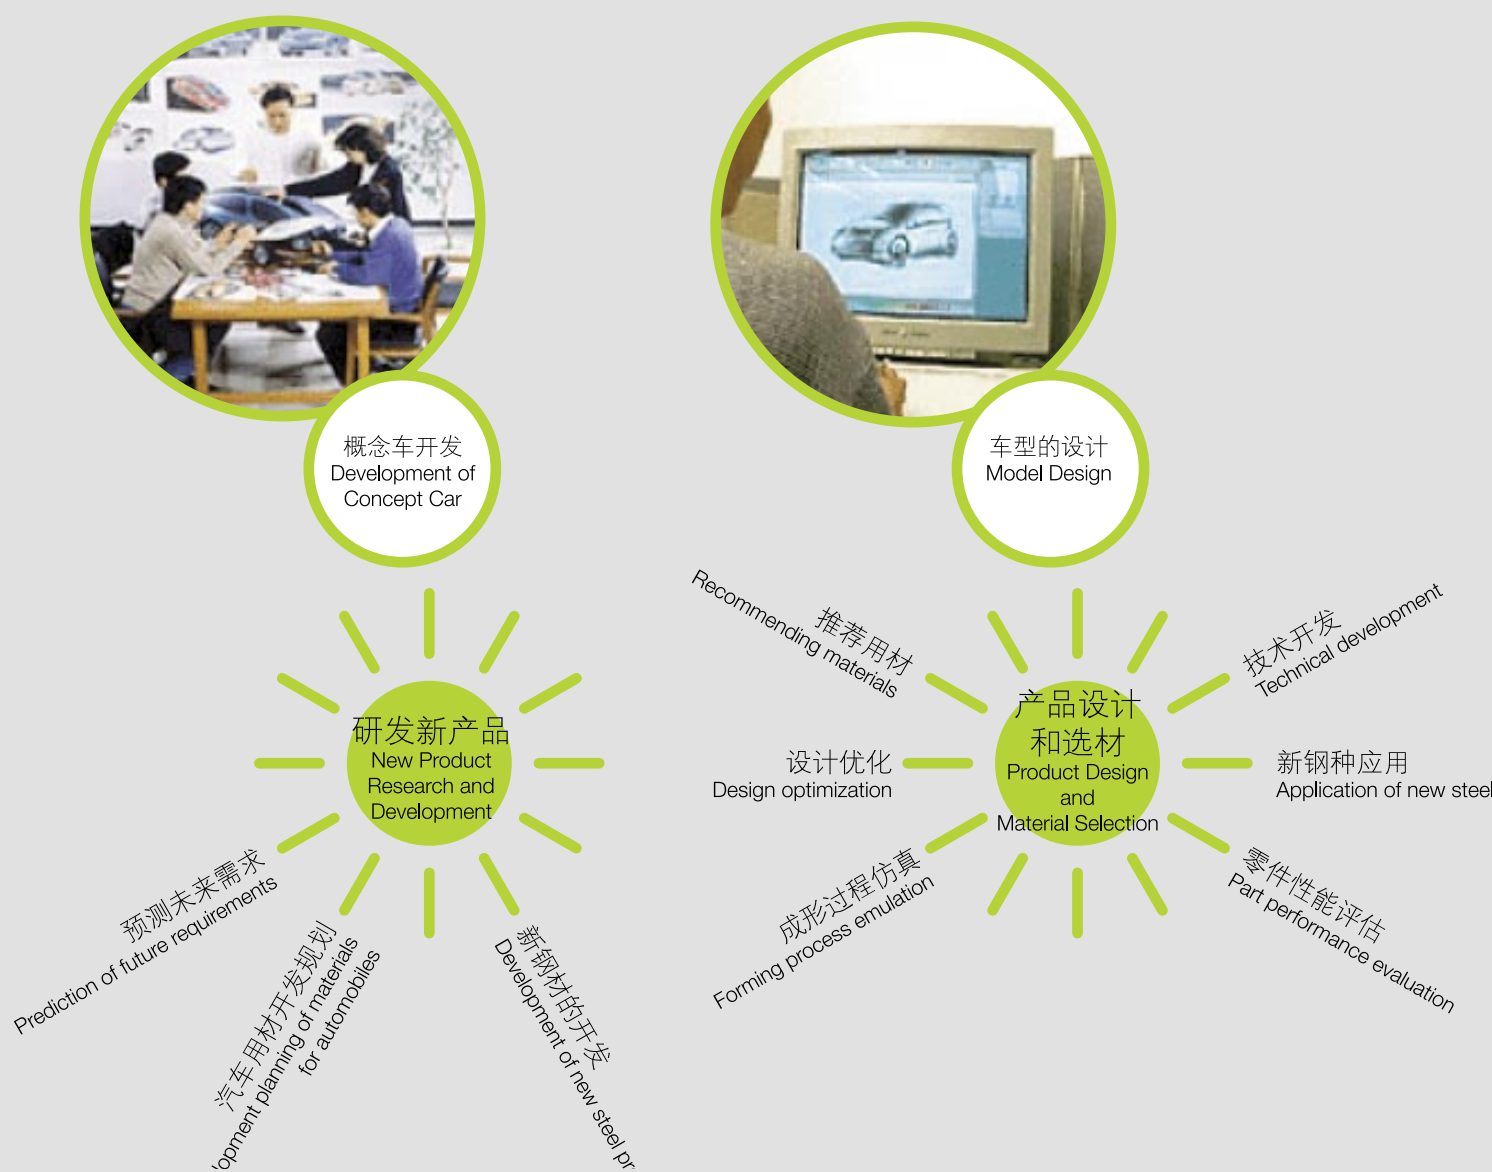 概念车开发
Development of
Concept Car
车型的设计
Model Design
研发新产品
New Product
Research and
Development
预测未来需求
Prediction of future requirements
汽车用材开发规划
planning of materials
for automobiles
新钢材的开发
Development of new steel
产品设计
和选材
Product Design
and
Material Selection
推荐用材
Recommending materials
设计优化
Design optimization
成形过程仿真
Forming process emulation
技术开发
Technical development
新钢种应用
Application of new steel
零件性能评估
Part performance evaluation